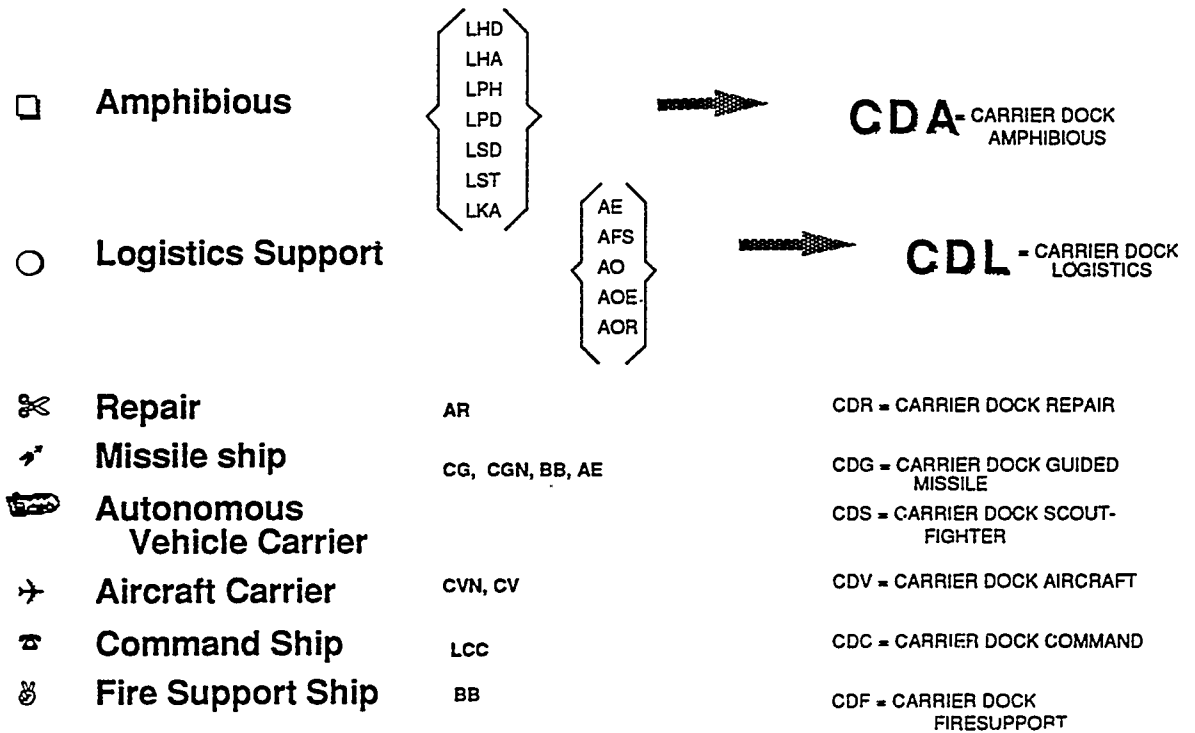 Amphibious
LHD
LHA
LPH
LPD
LSD
LST
LKA
CDA = CARRIER DOCK
AMPHIBIOUS
Logistics Support
AE
AFS
AO
AOE
AOR
CDL = CARRIER DOCK
LOGISTICS
Repair
AR
CDR = CARRIER DOCK REPAIR
Missile ship
CG, CGN, BB, AE
CDG = CARRIER DOCK GUIDED
MISSILE
Autonomous
Vehicle Carrier
CDS = CARRIER DOCK SCOUT-
FIGHTER
Aircraft Carrier
CVN, CV
CDV = CARRIER DOCK AIRCRAFT
Command Ship
LCC
CDC = CARRIER DOCK COMMAND
Fire Support Ship
BB
CDF = CARRIER DOCK
FIRESUPPORT